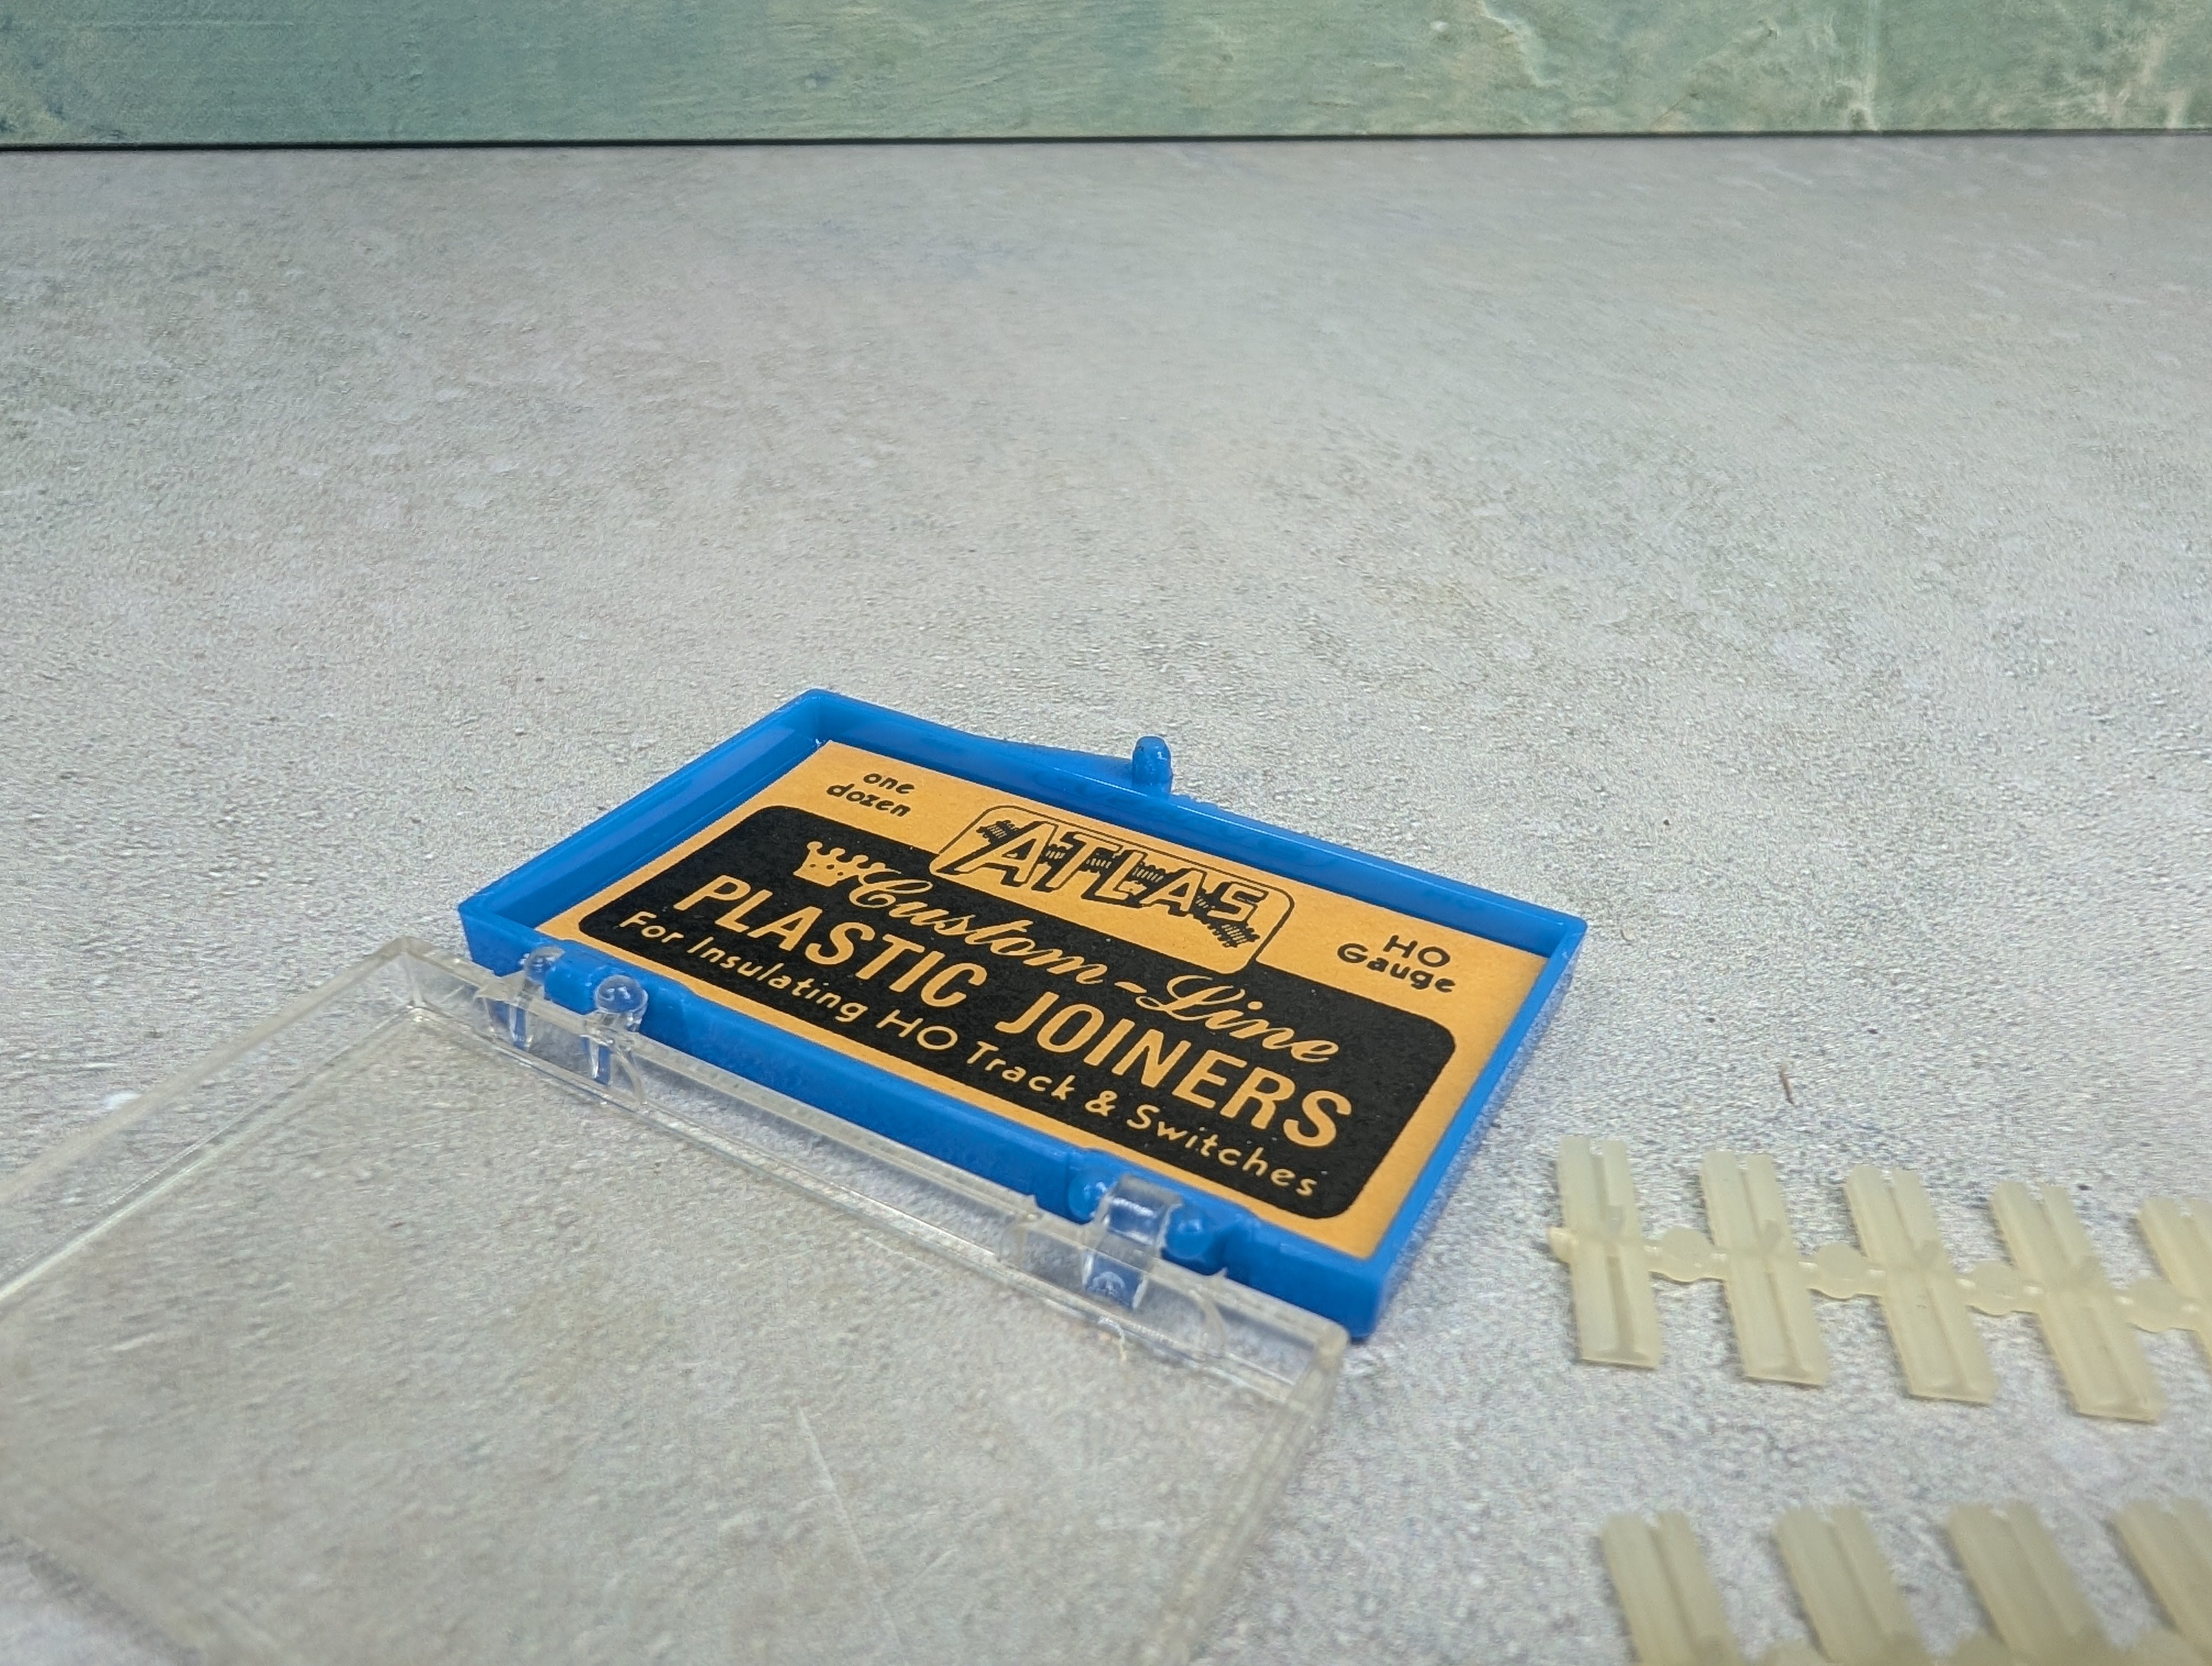 one
dozen
ATLAS
HO
Gauge
Custom-Line
PLASTIC JOINERS
For Insulating HO Track & Switches